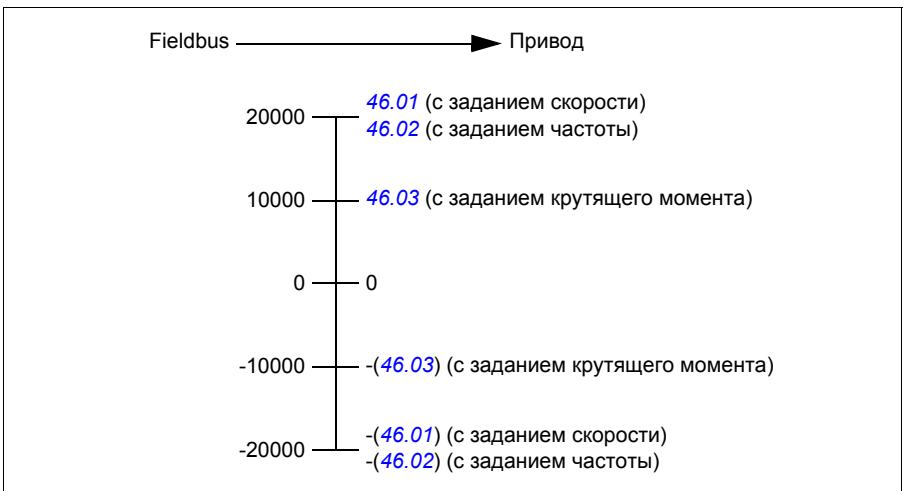 Fieldbus Привод
20000 46.01 (с заданием скорости)
46.02 (с заданием частоты)
10000 46.03 (с заданием крутящего момента)
0 0
-10000 -(46.03) (с заданием крутящего момента)
-20000 -(46.01) (с заданием скорости)
-(46.02) (с заданием частоты)